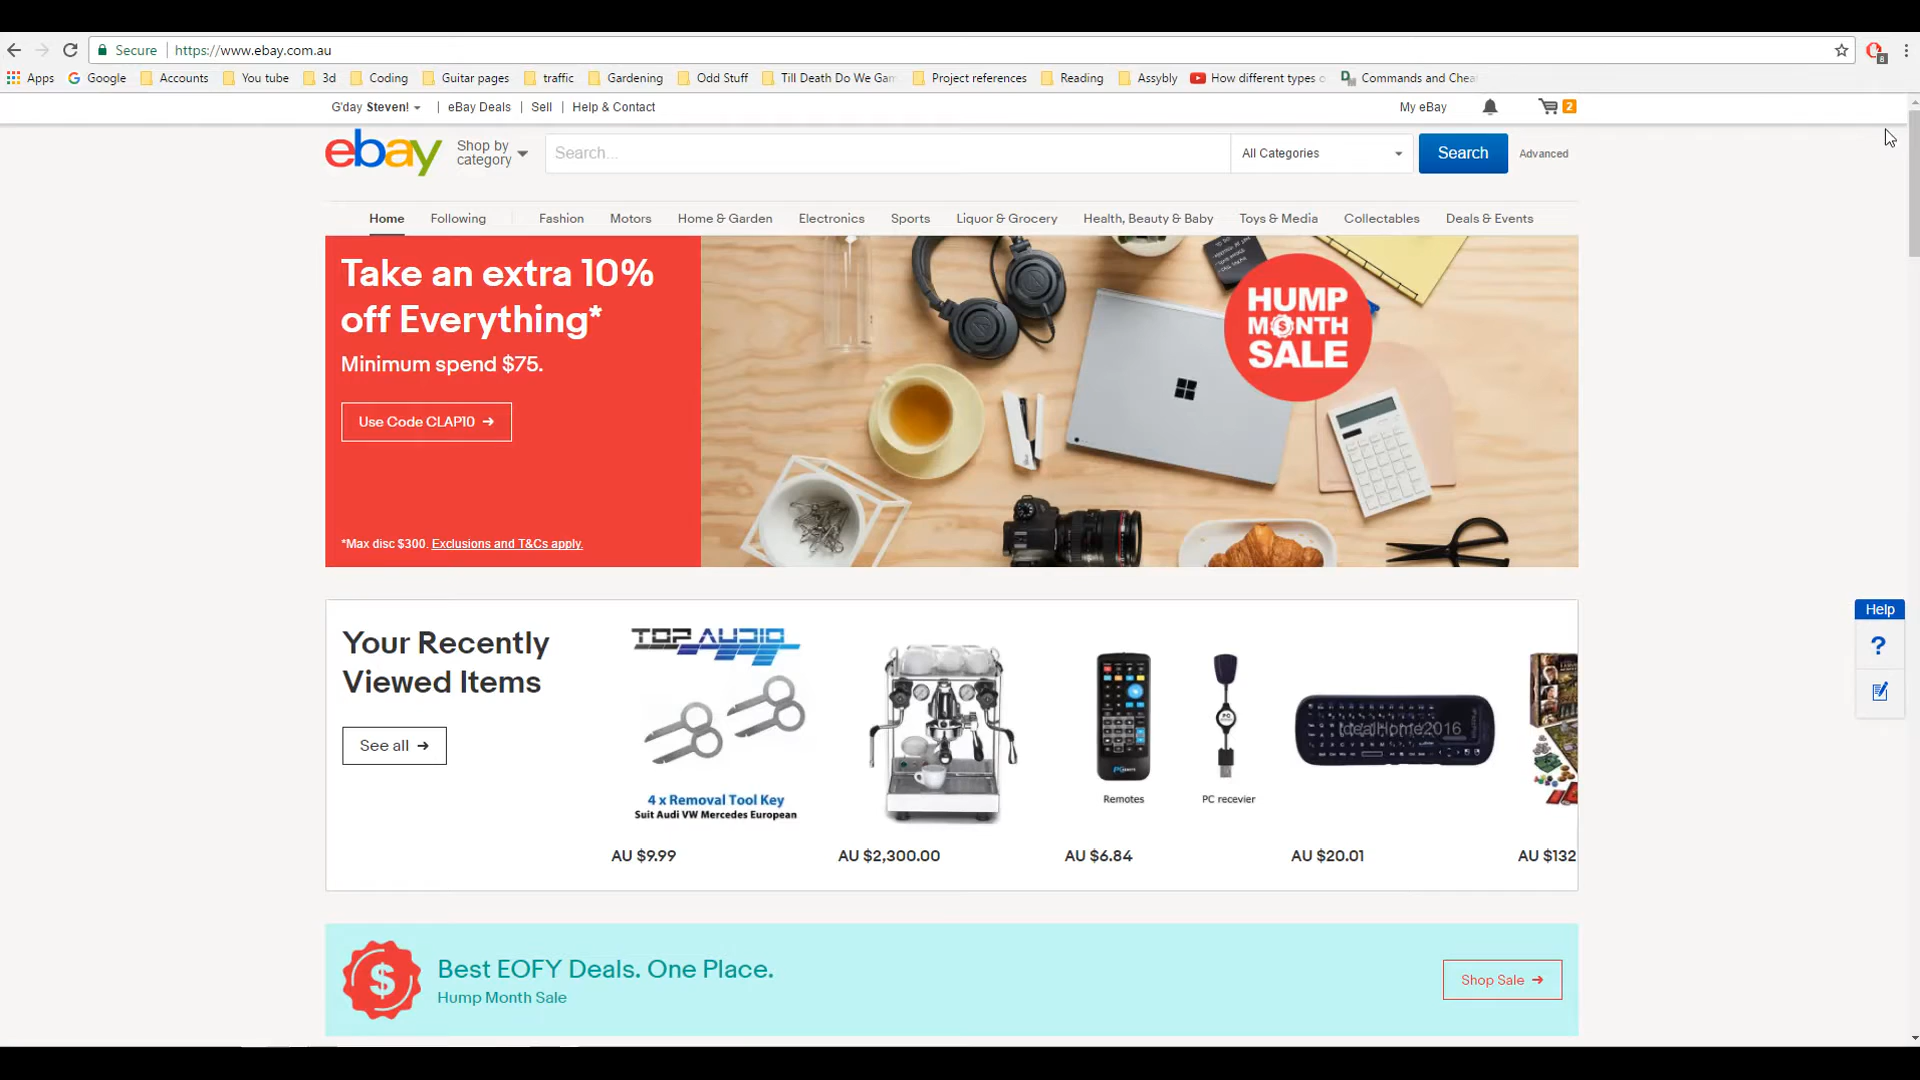 Secure https://www.ebay.com.au
8
Apps Google Accounts You tube 3d Coding Guitar pages traffic Gardening Odd Stuff Till Death Do We Gam Project references Reading Assybly How different types o Commands and Chea
G'day Steven! eBay Deals Sell Help & Contact My eBay 2
ebay
Shop by
category
Search...
All Categories
Search
Advanced
Home Following Fashion Motors Home & Garden Electronics Sports Liquor & Grocery Health, Beauty & Baby Toys & Media Collectables Deals & Events
Take an extra 10%
off Everything*
Minimum spend $75.
Use Code CLAP10
*Max disc $300. Exclusions and T&Cs apply.
HUMP
MONTH
SALE
Help
?
Your Recently
Viewed Items
See all
TOP AUDIO
4 x Removal Tool Key
Suit Audi VW Mercedes European
AU $9.99
AU $2,300.00
Remotes
PC recevier
AU $6.84
IdealHome2016
AU $20.01
AU $132
$
Best EOFY Deals. One Place.
Hump Month Sale
Shop Sale